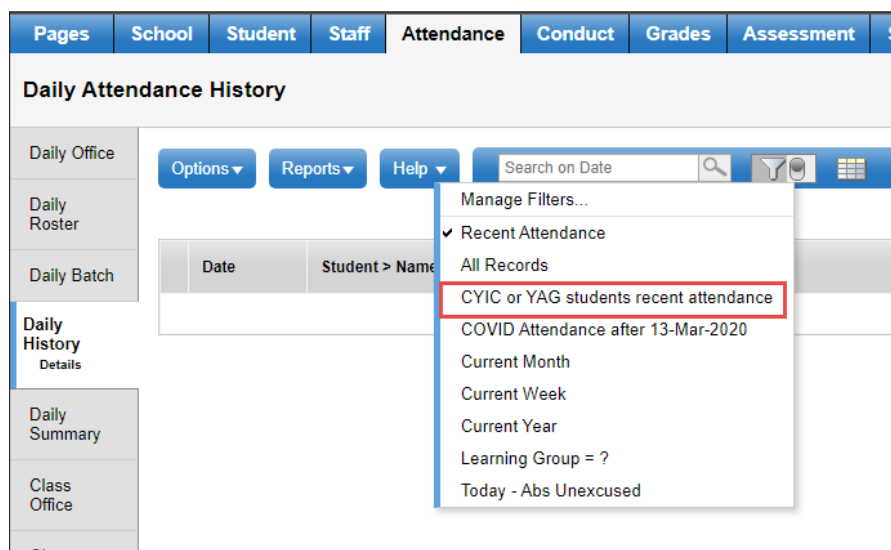 Pages School Student Staff Attendance Conduct Grades Assessment
Daily Attendance History
Daily Office
Daily
Roster
Daily Batch
Daily
History
Details
Daily
Summary
Class
Office
Options Reports Help Search on Date
Date Student > Name
Manage Filters...
Recent Attendance
All Records
CYIC or YAG students recent attendance
COVID Attendance after 13-Mar-2020
Current Month
Current Week
Current Year
Learning Group = ?
Today - Abs Unexcused